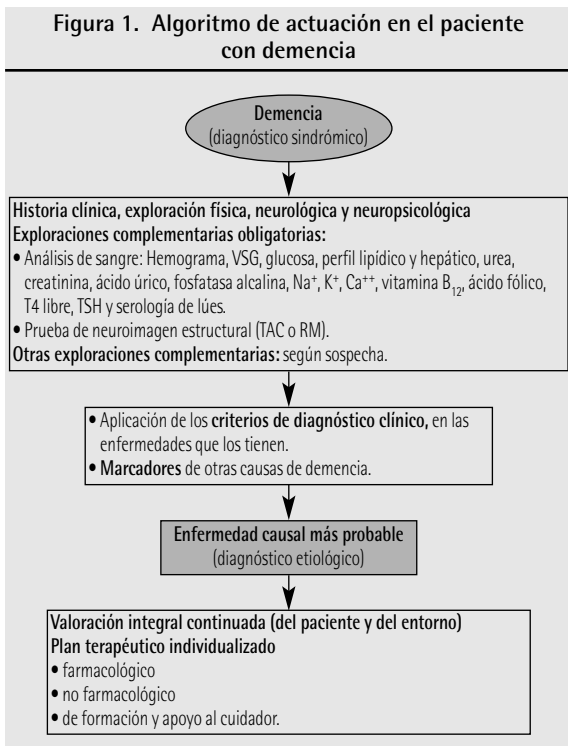 Figura 1. Algoritmo de actuación en el paciente
con demencia
Demencia
(diagnóstico sindrómico)
Historia clínica, exploración física, neurológica y neuropsicológica
Exploraciones complementarias obligatorias:
• Análisis de sangre: Hemograma, VSG, glucosa, perfil lipídico y hepático, urea,
creatinina, ácido úrico, fosfatasa alcalina, Na⁺, K⁺, Ca⁺⁺, vitamina B₁₂, ácido fólico,
T4 libre, TSH y serología de lúes.
• Prueba de neuroimagen estructural (TAC o RM).
Otras exploraciones complementarias: según sospecha.
• Aplicación de los criterios de diagnóstico clínico, en las
enfermedades que los tienen.
• Marcadores de otras causas de demencia.
Enfermedad causal más probable
(diagnóstico etiológico)
Valoración integral continuada (del paciente y del entorno)
Plan terapéutico individualizado
• farmacológico
• no farmacológico
• de formación y apoyo al cuidador.